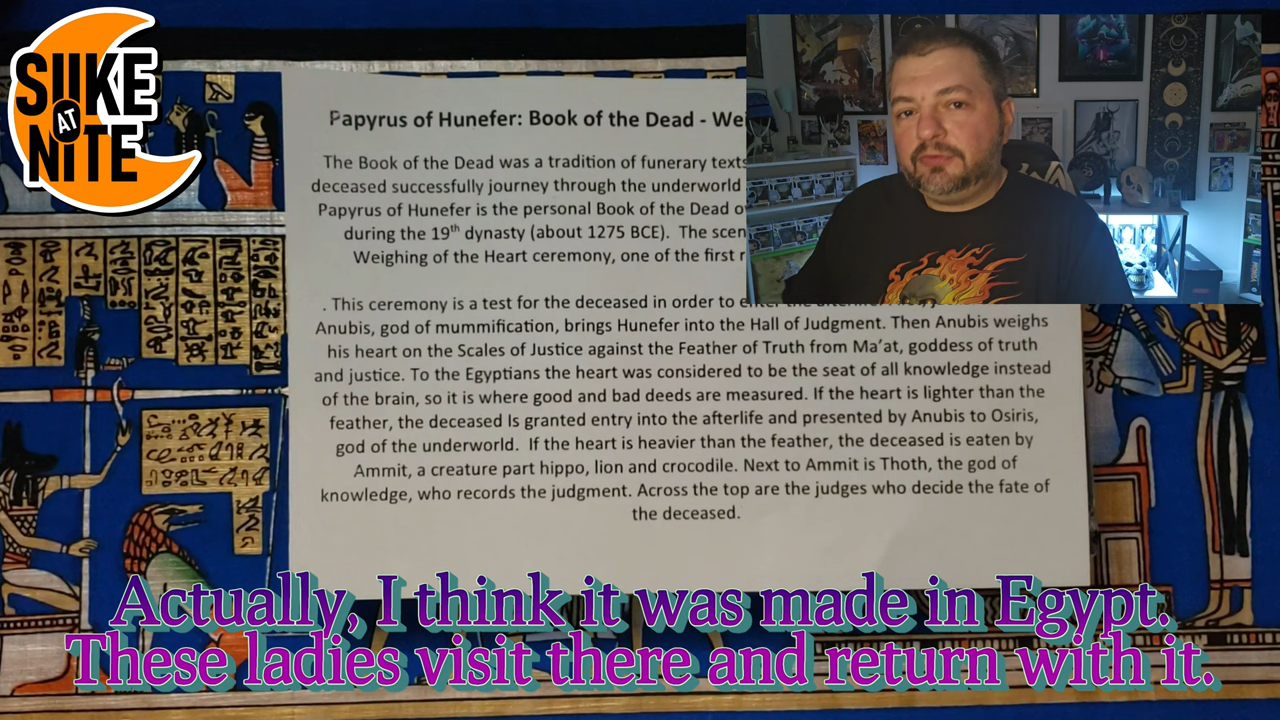 SUKE
AT
NITE
Papyrus of Hunefer: Book of the Dead - We
The Book of the Dead was a tradition of funerary texts
deceased successfully journey through the underworld
Papyrus of Hunefer is the personal Book of the Dead o
during the 19th dynasty (about 1275 BCE). The scen
Weighing of the Heart ceremony, one of the first r
. This ceremony is a test for the deceased in order to enter the
Anubis, god of mummification, brings Hunefer into the Hall of Judgment. Then Anubis weighs
his heart on the Scales of Justice against the Feather of Truth from Ma’at, goddess of truth
and justice. To the Egyptians the heart was considered to be the seat of all knowledge instead
of the brain, so it is where good and bad deeds are measured. If the heart is lighter than the
feather, the deceased Is granted entry into the afterlife and presented by Anubis to Osiris,
god of the underworld. If the heart is heavier than the feather, the deceased is eaten by
Ammit, a creature part hippo, lion and crocodile. Next to Ammit is Thoth, the god of
knowledge, who records the judgment. Across the top are the judges who decide the fate of
the deceased.
Actually, I think it was made in Egypt.
These ladies visit there and return with it.